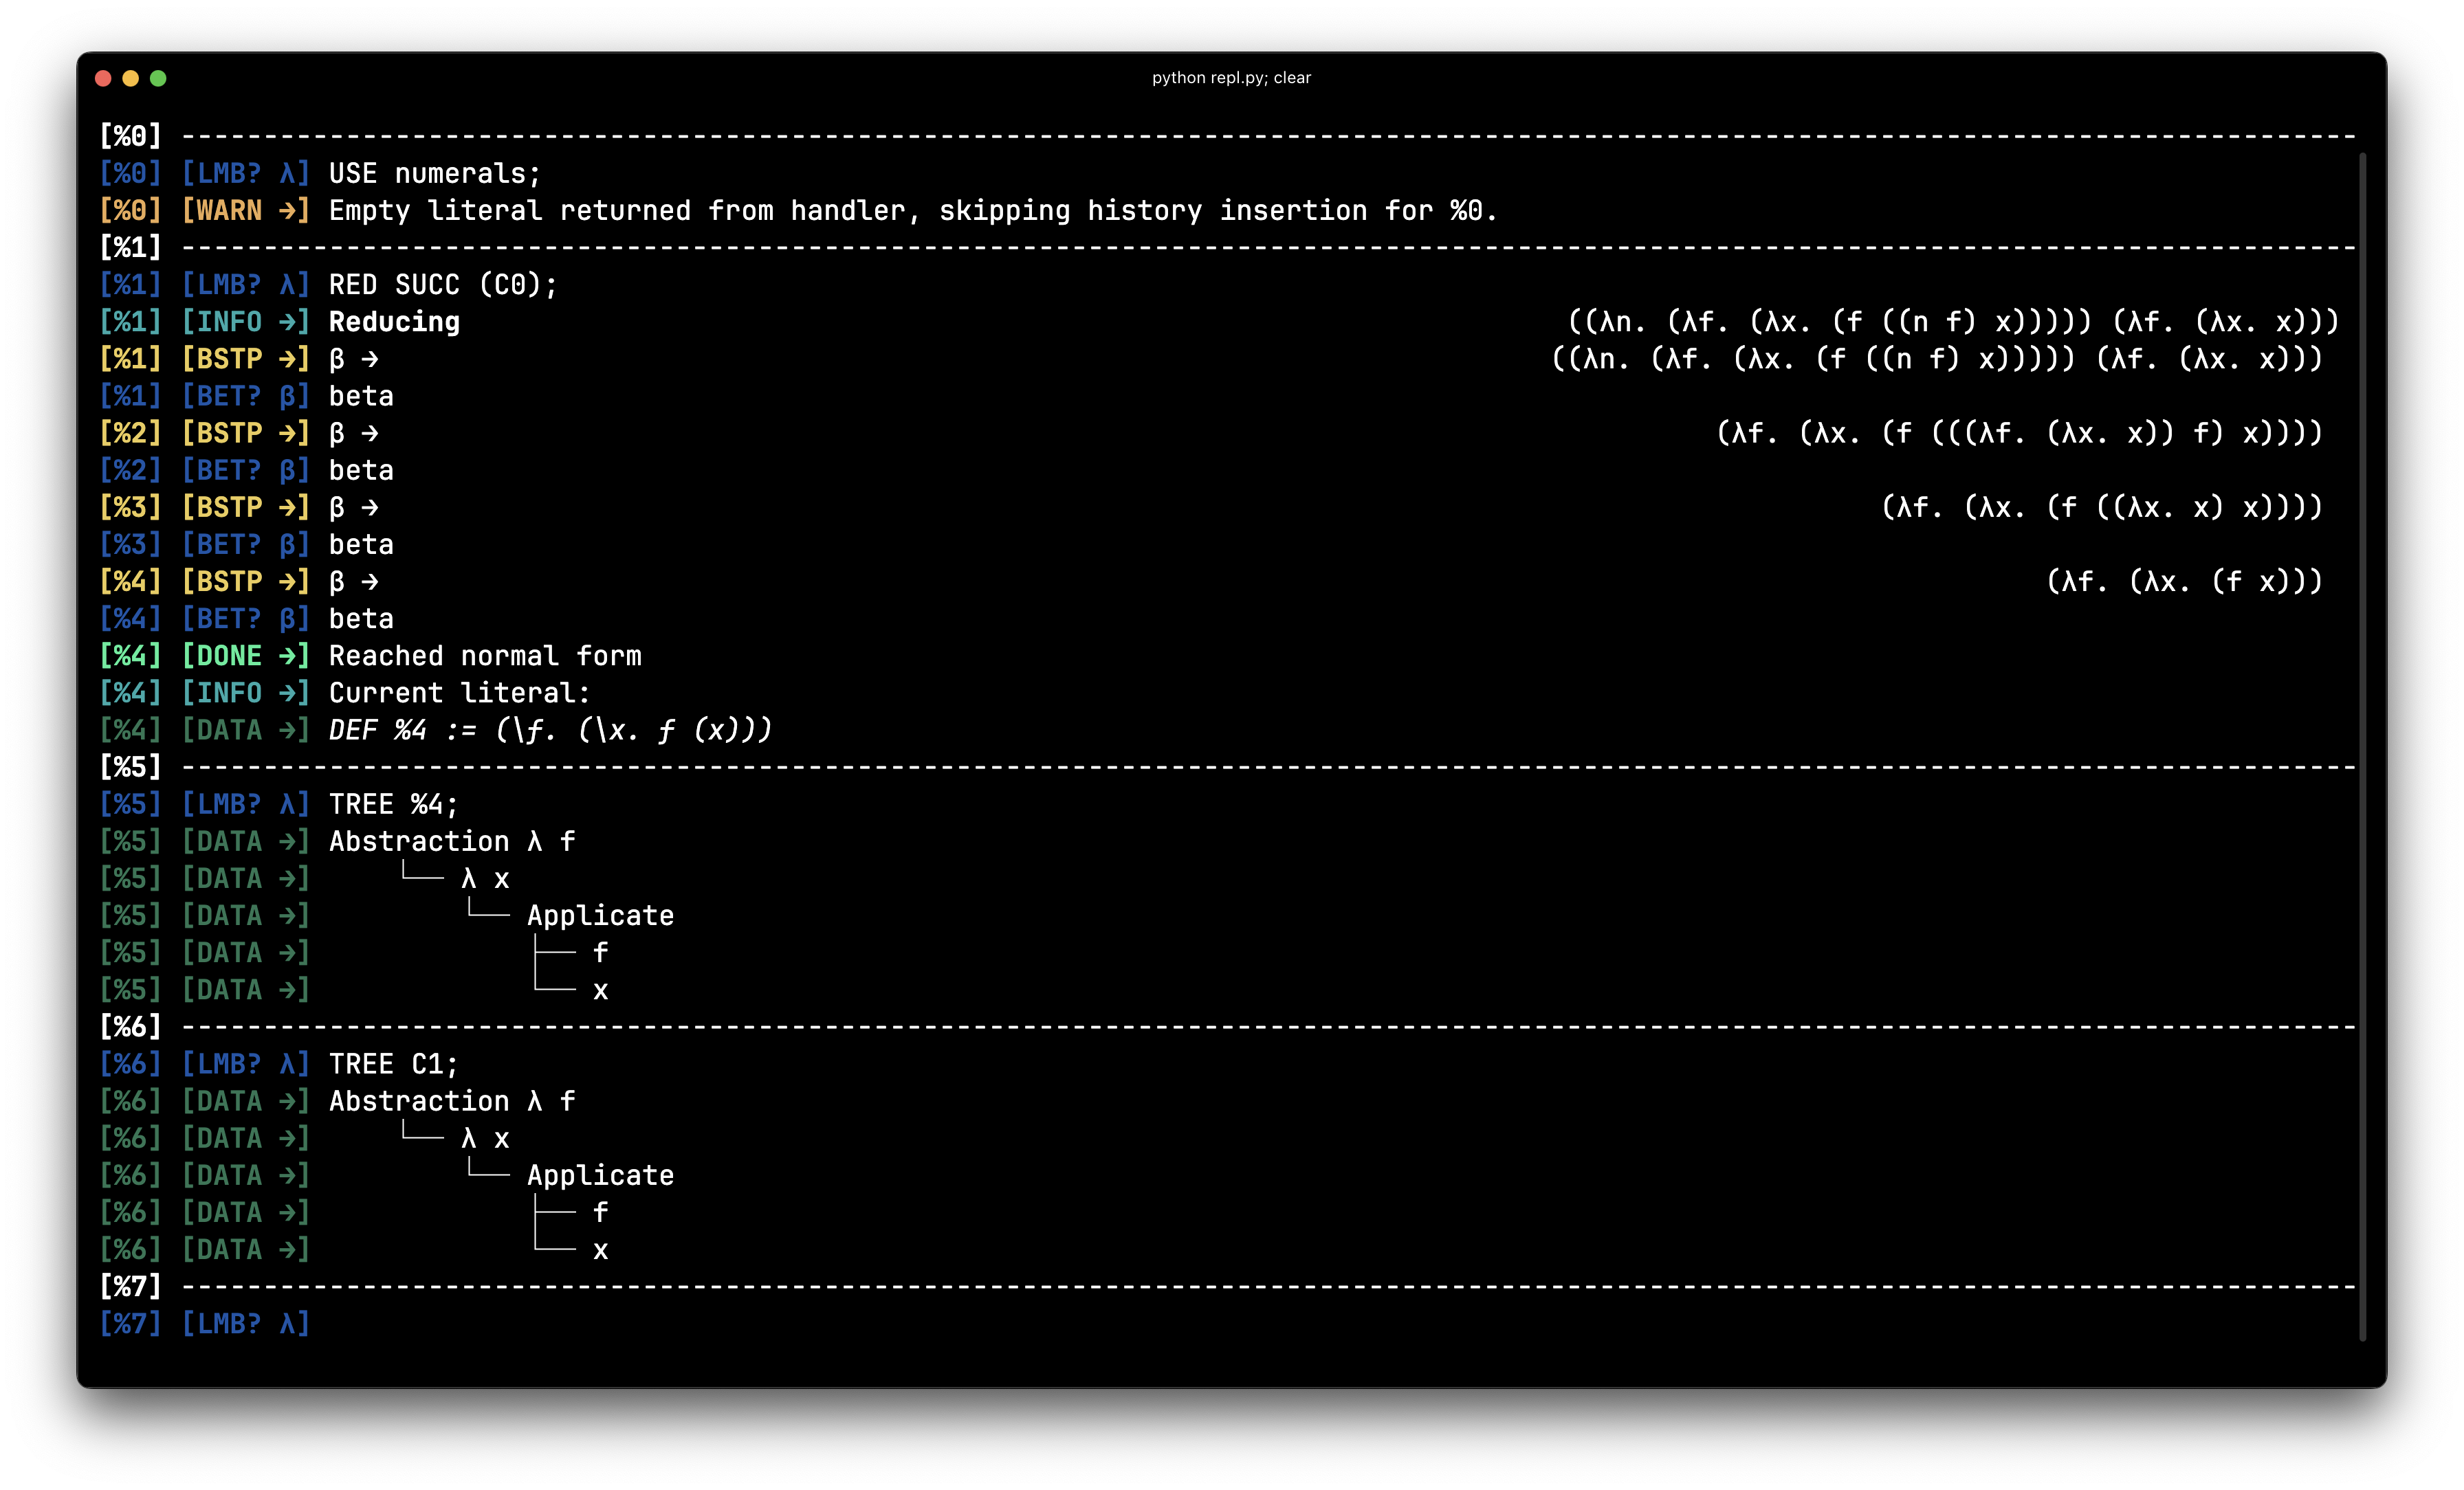 python repl.py; clear
[%0] ------------------------------------------------------------------------------------------------------------------------------------
[%0] [LMB? λ] USE numerals;
[%0] [WARN →] Empty literal returned from handler, skipping history insertion for %0.
[%1] ------------------------------------------------------------------------------------------------------------------------------------
[%1] [LMB? λ] RED SUCC (C0);
[%1] [INFO →] Reducing ((λn. (λf. (λx. (f ((n f) x))))) (λf. (λx. x)))
[%1] [BSTP →] β → ((λn. (λf. (λx. (f ((n f) x))))) (λf. (λx. x)))
[%1] [BET? β] beta
[%2] [BSTP →] β → (λf. (λx. (f (((λf. (λx. x)) f) x))))
[%2] [BET? β] beta
[%3] [BSTP →] β → (λf. (λx. (f ((λx. x) x))))
[%3] [BET? β] beta
[%4] [BSTP →] β → (λf. (λx. (f x)))
[%4] [BET? β] beta
[%4] [DONE →] Reached normal form
[%4] [INFO →] Current literal:
[%4] [DATA →] DEF %4 := (\f. (\x. f (x)))
[%5] ------------------------------------------------------------------------------------------------------------------------------------
[%5] [LMB? λ] TREE %4;
[%5] [DATA →] Abstraction λ f
[%5] [DATA →]     └── λ x
[%5] [DATA →]         └── Applicate
[%5] [DATA →]             ├── f
[%5] [DATA →]             └── x
[%6] ------------------------------------------------------------------------------------------------------------------------------------
[%6] [LMB? λ] TREE C1;
[%6] [DATA →] Abstraction λ f
[%6] [DATA →]     └── λ x
[%6] [DATA →]         └── Applicate
[%6] [DATA →]             ├── f
[%6] [DATA →]             └── x
[%7] ------------------------------------------------------------------------------------------------------------------------------------
[%7] [LMB? λ]